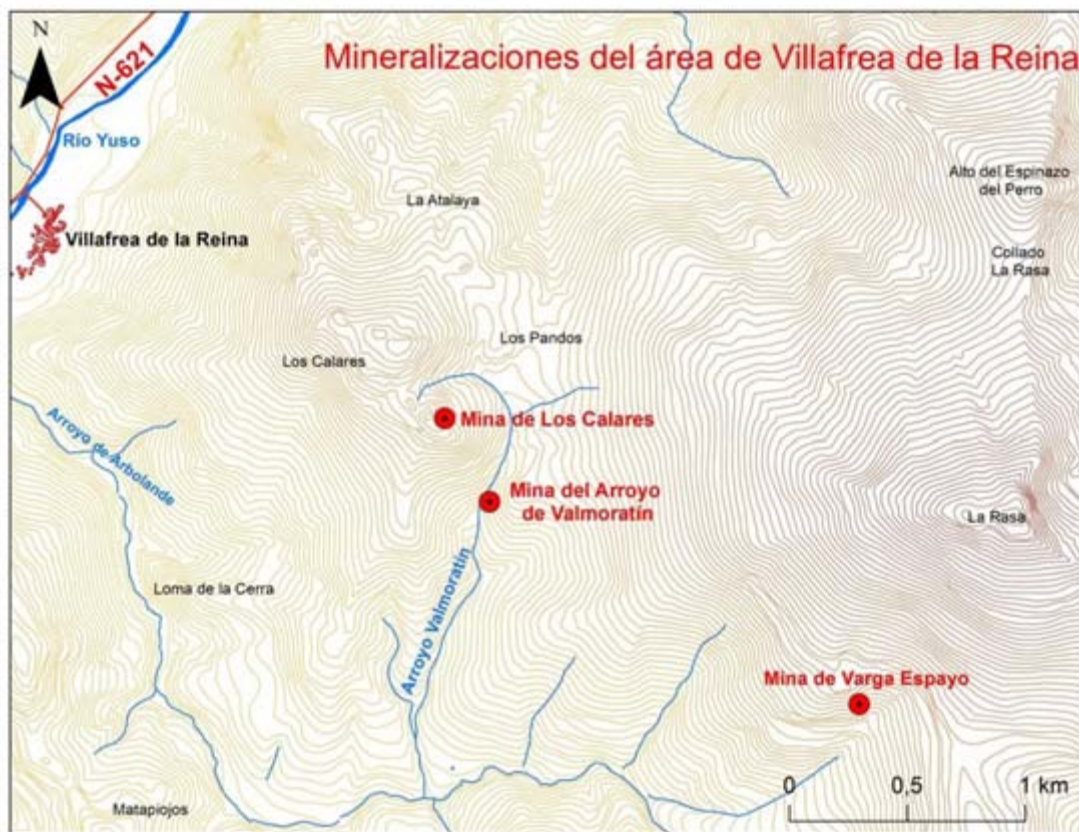 Mineralizaciones del área de Villafrea de la Reina
N
N-621
Río Yuso
Villafrea de la Reina
La Atalaya
Alto del Espinazo
del Perro
Collado
La Rasa
Los Pandos
Los Calares
Mina de Los Calares
Arroyo de Arbolande
Mina del Arroyo
de Valmoratín
La Rasa
Loma de la Cerra
Arroyo Valmoratín
Mina de Varga Espayo
0 0,5 1 km
Matapiojos